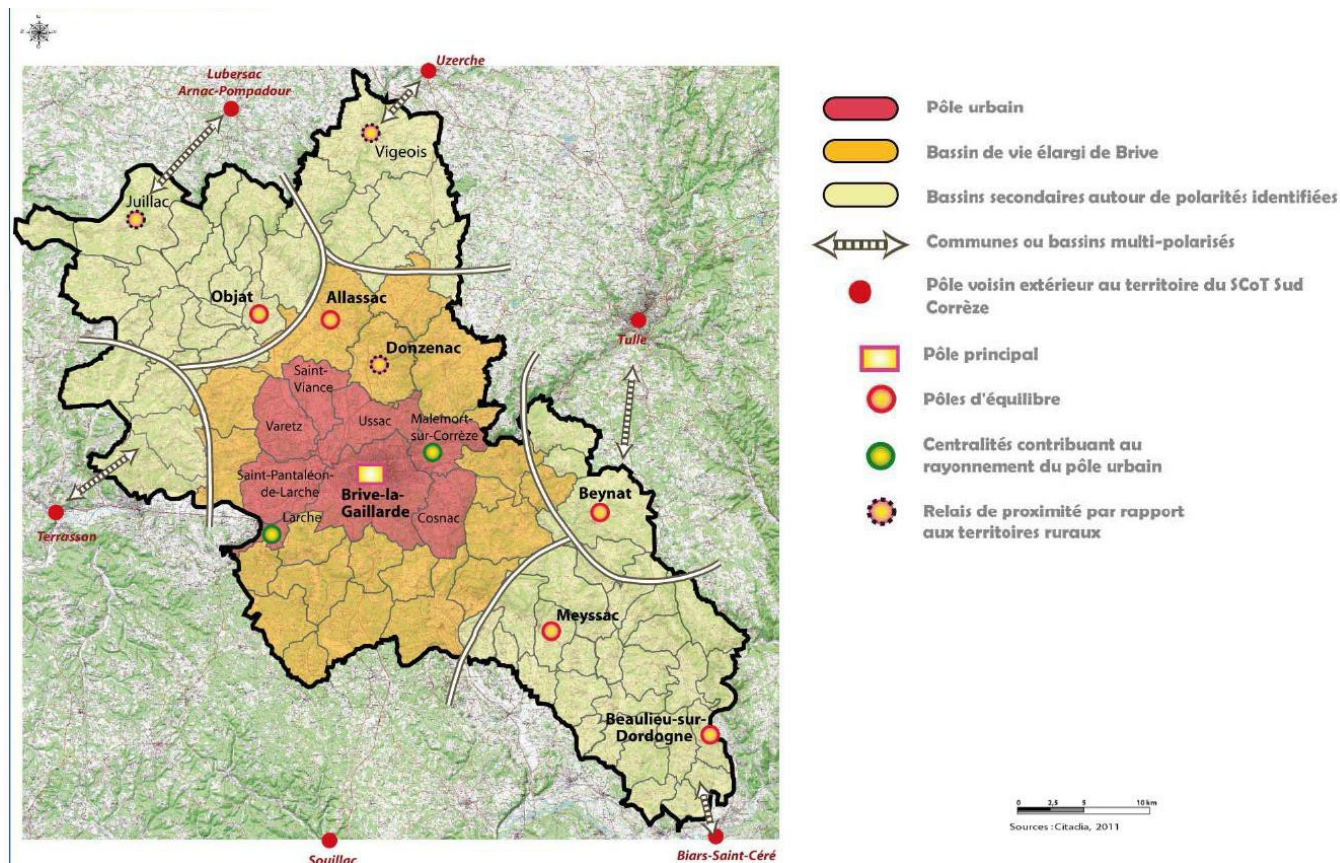 Uzerche
Lubersac
Arnac-Pompadour
Vigeois
Juillac
Objat
Allassac
Donzenac
Tulle
Saint-
Viance
Varetz
Ussac
Malemort-
sur-Corrèze
Saint-Pantaléon-
de-Larche
Brive-la-
Gaillarde
Larche
Cosnac
Beynat
Terrasson
Meyssac
Beaulieu-sur-
Dordogne
Souillac
Biars-Saint-Céré
Pôle urbain
Bassin de vie élargi de Brive
Bassins secondaires autour de polarités identifiées
Communes ou bassins multi-polarisés
Pôle voisin extérieur au territoire du SCoT Sud
Corrèze
Pôle principal
Pôles d'équilibre
Centralités contribuant au
rayonnement du pôle urbain
Relais de proximité par rapport
aux territoires ruraux
0 2,5 5 10 km
Sources : Citadia, 2011